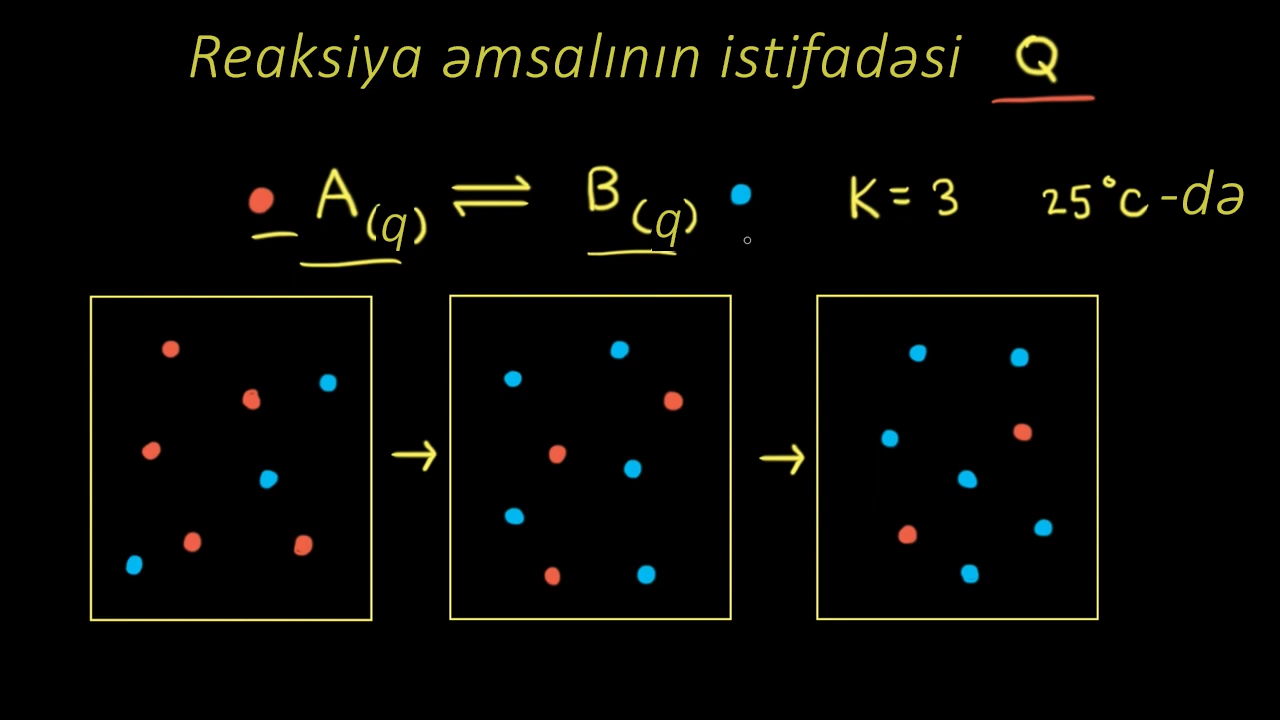 Reaksiya əmsalının istifadəsi Q
A(q) ⇌ B(q) K = 3 25°C -də